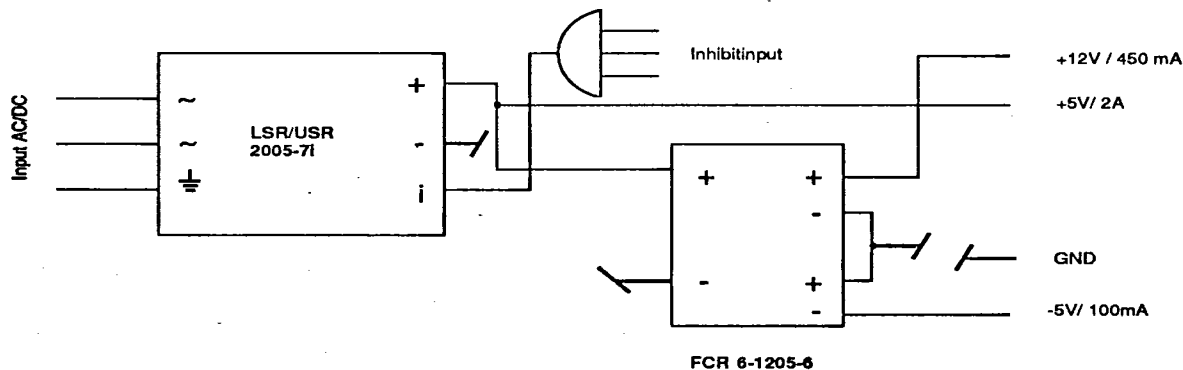 Inhibitinput
+12V / 450 mA
+5V/ 2A
Input AC/DC
~ +
LSR/USR
2005-7i
~ -
i
+ +
-
- +
-
GND
-5V/ 100mA
FCR 6-1205-6